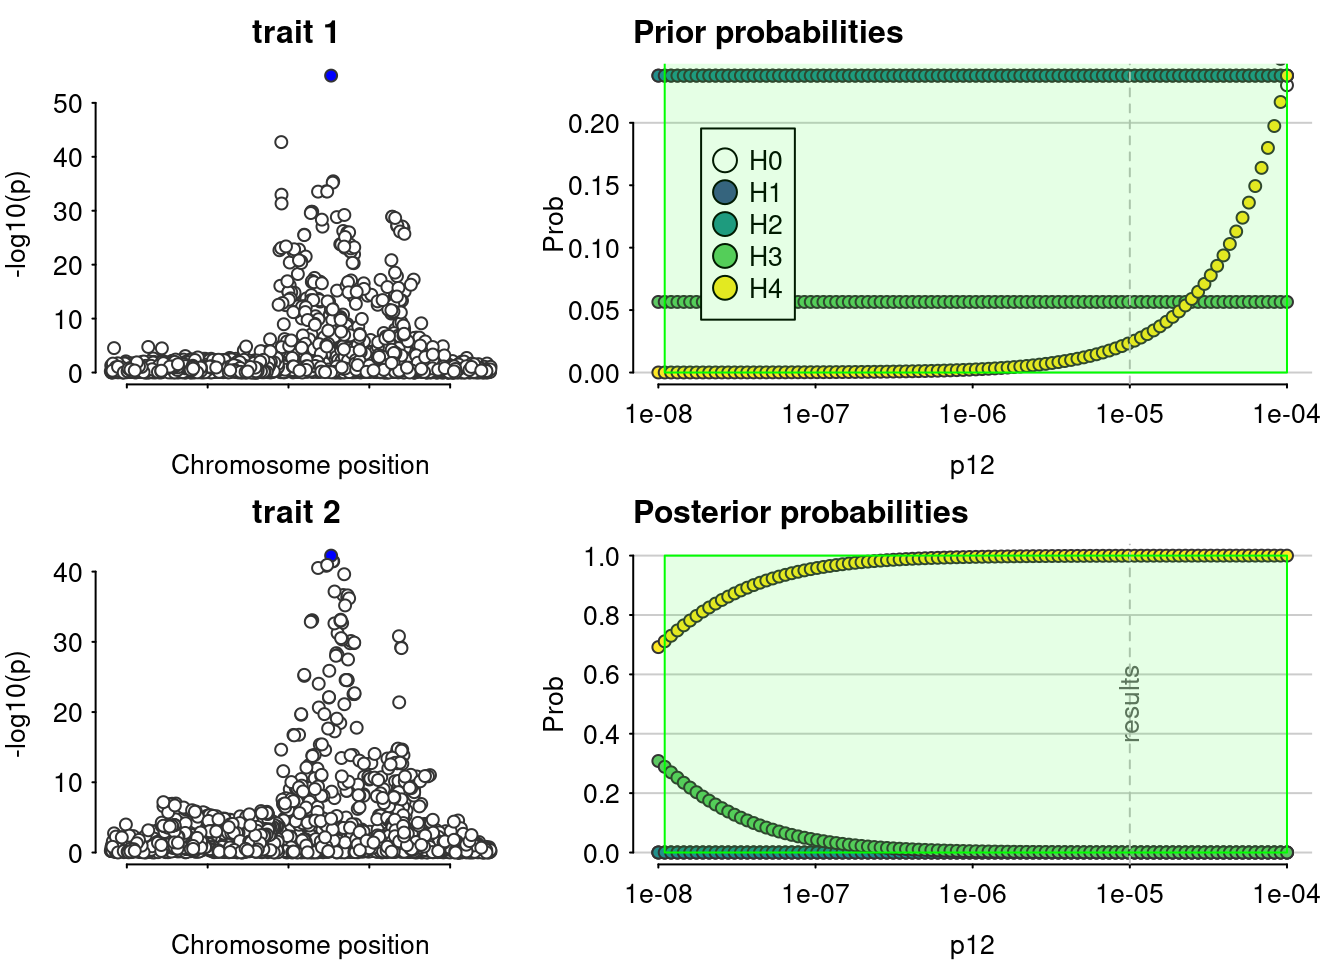 trait 1
-log10(p)
50
40
30
20
10
0
Chromosome position
Prior probabilities
Prob
0.20
0.15
0.10
0.05
0.00
H0
H1
H2
H3
H4
1e-08 1e-07 1e-06 1e-05 1e-04
p12
trait 2
-log10(p)
40
30
20
10
0
Chromosome position
Posterior probabilities
Prob
1.0
0.8
0.6
0.4
0.2
0.0
results
1e-08 1e-07 1e-06 1e-05 1e-04
p12